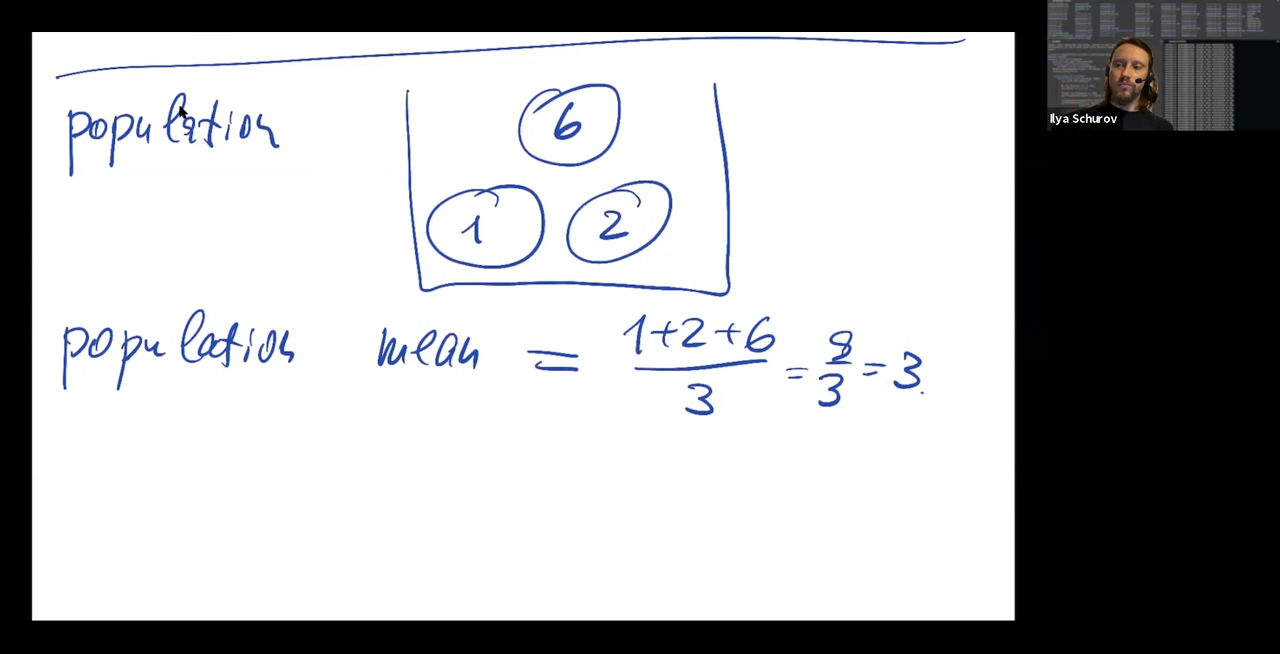 population
6
1 2
population mean = (1+2+6)/3 = 9/3 = 3.
Ilya Schurov